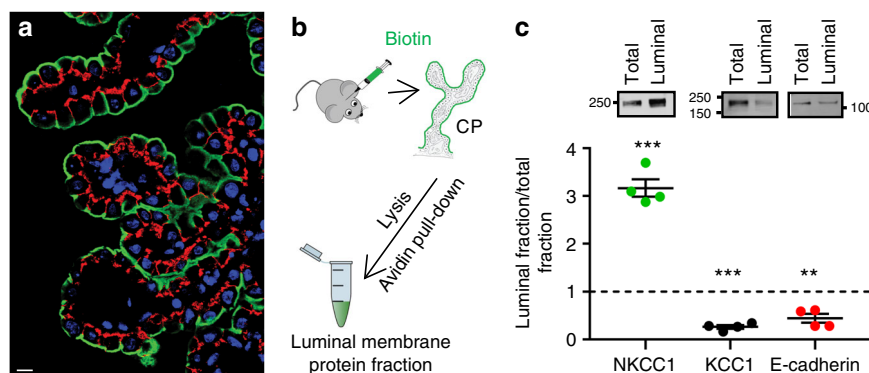 a
b
Biotin
CP
Lysis
Avidin pull-down
Luminal membrane
protein fraction
c
Total
Luminal
Total
Luminal
Total
Luminal
250
250
150
100
Luminal fraction/total
fraction
4
3
2
1
0
***
***
**
NKCC1
KCC1
E-cadherin